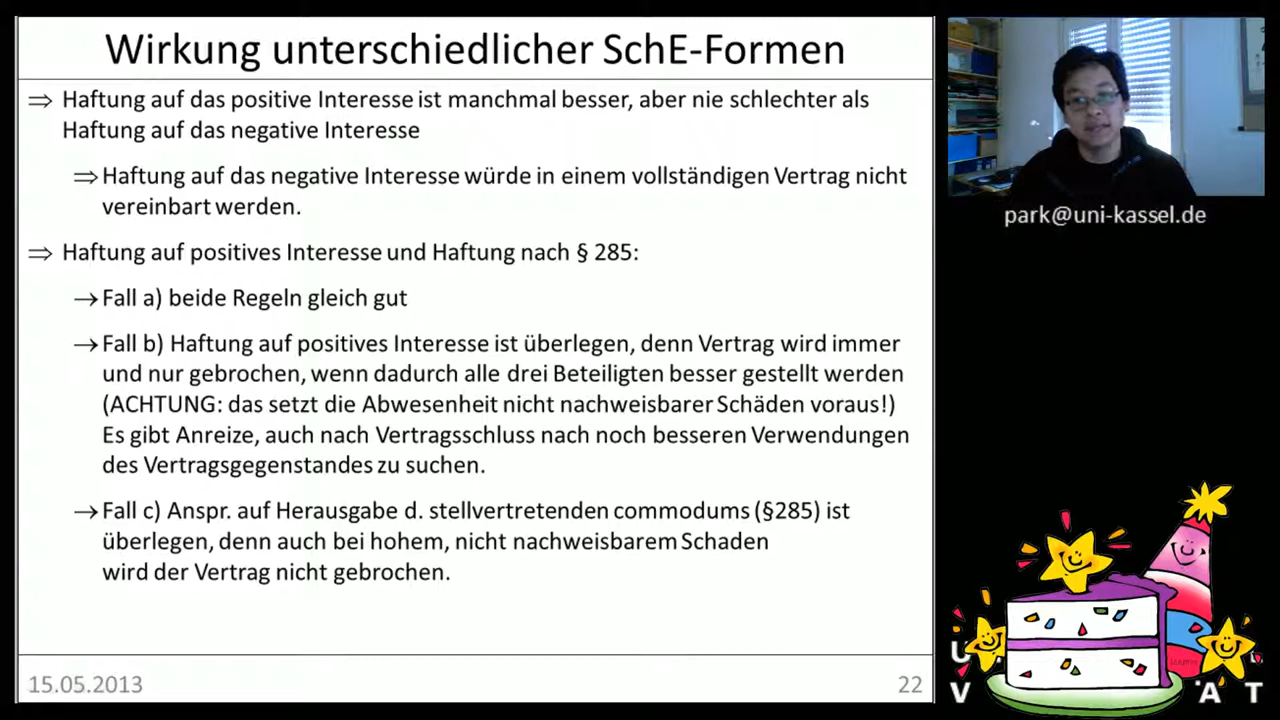 Wirkung unterschiedlicher SchE-Formen
⇒ Haftung auf das positive Interesse ist manchmal besser, aber nie schlechter als
Haftung auf das negative Interesse
⇒ Haftung auf das negative Interesse würde in einem vollständigen Vertrag nicht
vereinbart werden.
⇒ Haftung auf positives Interesse und Haftung nach § 285:
→ Fall a) beide Regeln gleich gut
→ Fall b) Haftung auf positives Interesse ist überlegen, denn Vertrag wird immer
und nur gebrochen, wenn dadurch alle drei Beteiligten besser gestellt werden
(ACHTUNG: das setzt die Abwesenheit nicht nachweisbarer Schäden voraus!)
Es gibt Anreize, auch nach Vertragsschluss nach noch besseren Verwendungen
des Vertragsgegenstandes zu suchen.
→ Fall c) Anspr. auf Herausgabe d. stellvertretenden commodums (§285) ist
überlegen, denn auch bei hohem, nicht nachweisbarem Schaden
wird der Vertrag nicht gebrochen.
15.05.2013
22
park@uni-kassel.de
U
V
A T